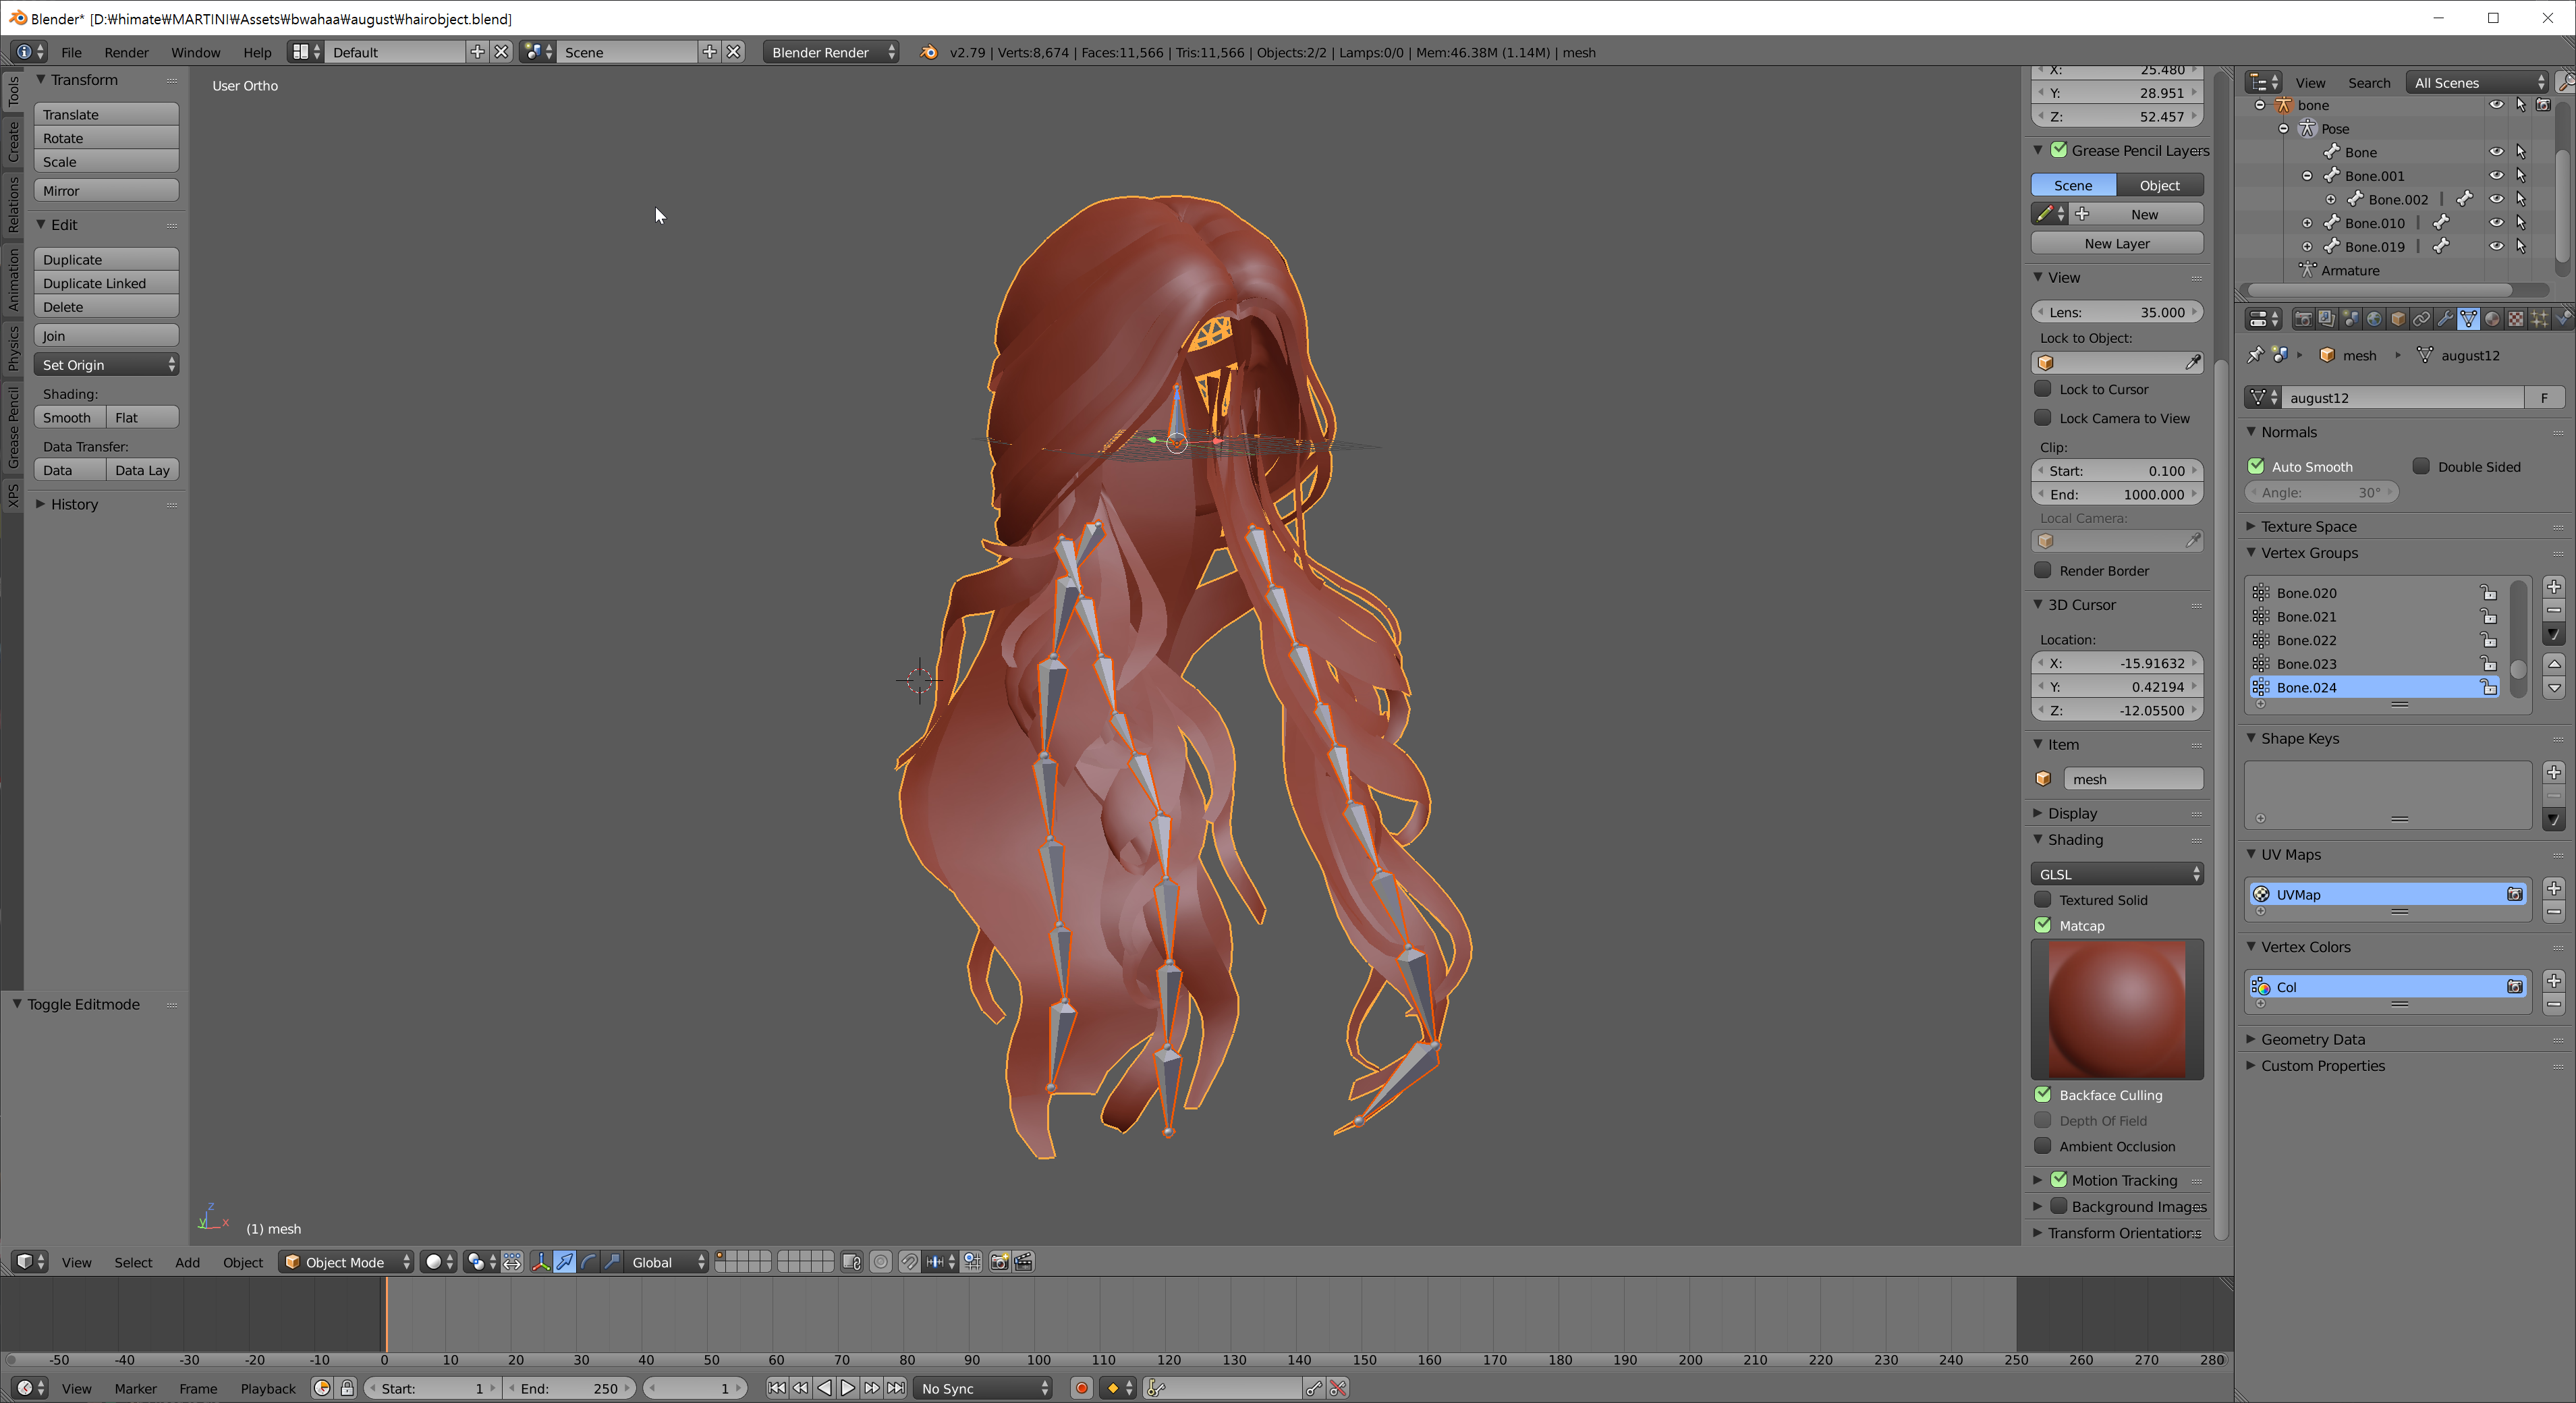 Blender* [D:₩himate₩MARTINI₩Assets₩bwahaa₩august₩hairobject.blend]
File Render Window Help Default Scene Blender Render v2.79 | Verts:8,674 | Faces:11,566 | Tris:11,566 | Objects:2/2 | Lamps:0/0 | Mem:46.38M (1.14M) | mesh
Tools
Create
Relations
Animation
Physics
Grease Pencil
XPS
Transform
Translate
Rotate
Scale
Mirror
Edit
Duplicate
Duplicate Linked
Delete
Join
Set Origin
Shading:
Smooth Flat
Data Transfer:
Data Data Lay
History
Toggle Editmode
User Ortho
z
y x
(1) mesh
X: 25.480
Y: 28.951
Z: 52.457
Grease Pencil Layers
Scene Object
New
New Layer
View
Lens: 35.000
Lock to Object:
Lock to Cursor
Lock Camera to View
Clip:
Start: 0.100
End: 1000.000
Local Camera:
Render Border
3D Cursor
Location:
X: -15.91632
Y: 0.42194
Z: -12.05500
Item
mesh
Display
Shading
GLSL
Textured Solid
Matcap
Backface Culling
Depth Of Field
Ambient Occlusion
Motion Tracking
Background Images
Transform Orientations
View Search All Scenes
bone
Pose
Bone
Bone.001
Bone.002
Bone.010
Bone.019
Armature
mesh august12
august12 F
Normals
Auto Smooth Double Sided
Angle: 30°
Texture Space
Vertex Groups
Bone.020
Bone.021
Bone.022
Bone.023
Bone.024
Shape Keys
UV Maps
UVMap
Vertex Colors
Col
Geometry Data
Custom Properties
View Select Add Object Object Mode Global
-50 -40 -30 -20 -10 0 10 20 30 40 50 60 70 80 90 100 110 120 130 140 150 160 170 180 190 200 210 220 230 240 250 260 270 280
View Marker Frame Playback Start: 1 End: 250 1 No Sync